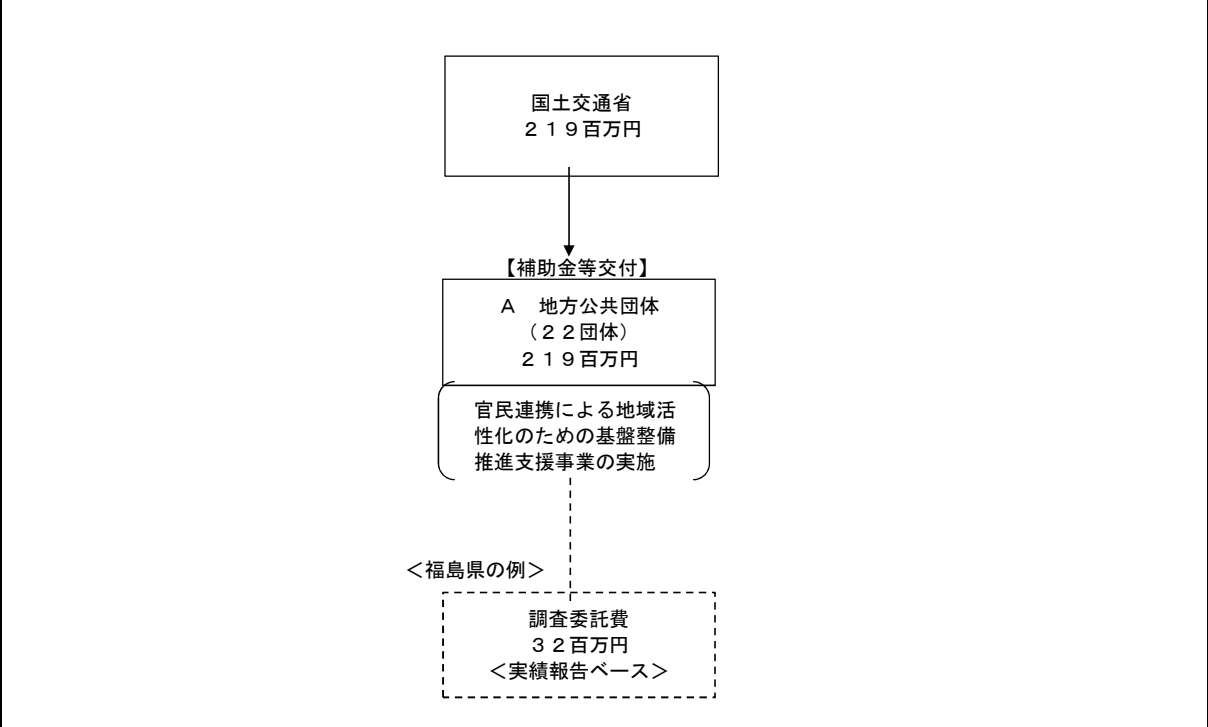 国土交通省
２１９百万円
【補助金等交付】
Ａ　地方公共団体
（２２団体）
２１９百万円
官民連携による地域活
性化のための基盤整備
推進支援事業の実施
＜福島県の例＞
調査委託費
３２百万円
＜実績報告ベース＞